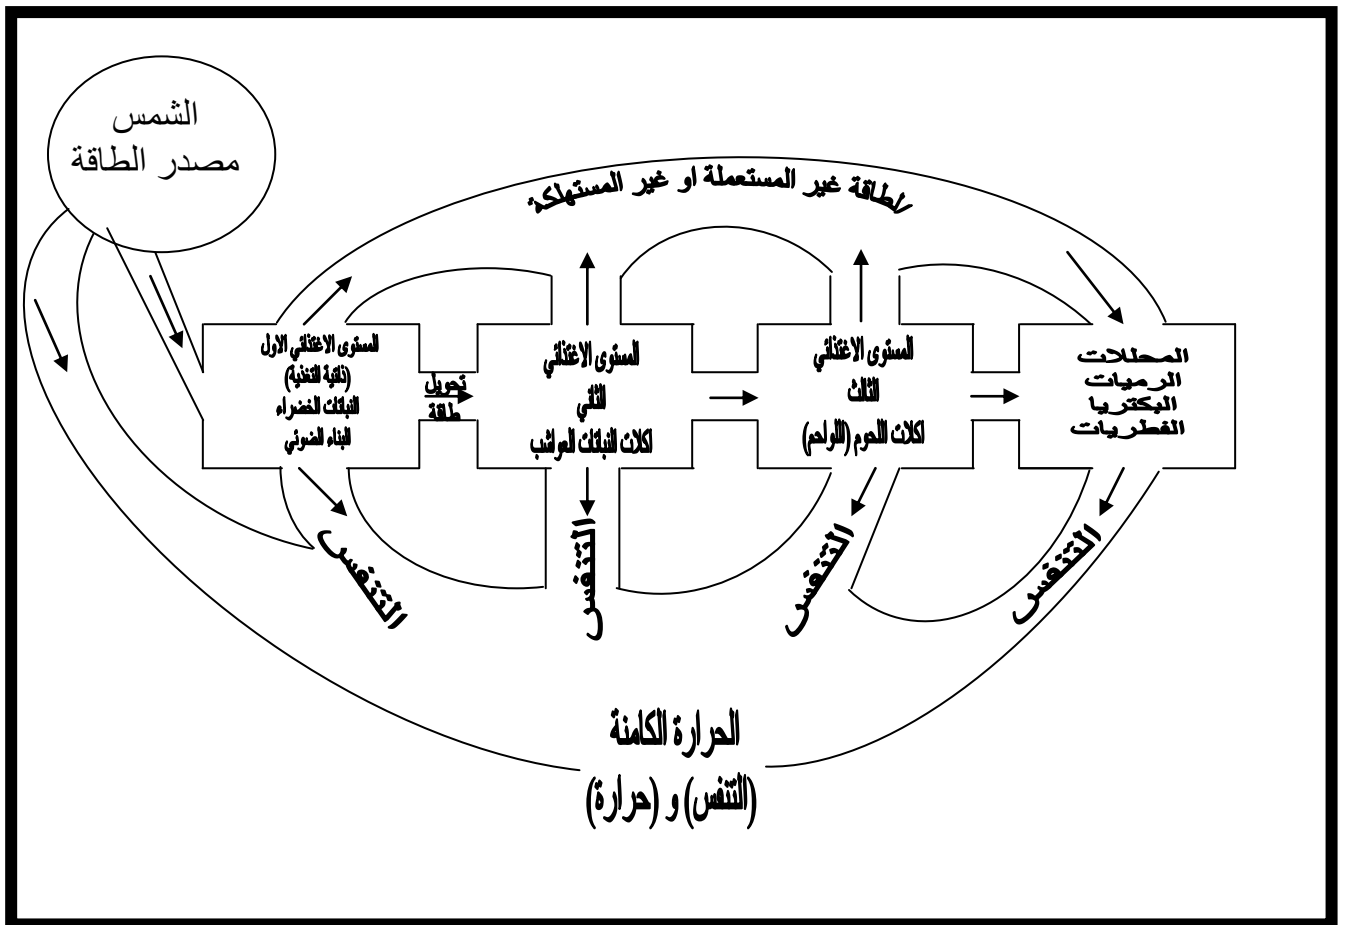 الشمس
مصدر الطاقة
الطاقة غير المستعملة او غير المستهلكة
المستوى الاغتذائي الاول
(ذاتية التغذية)
النباتات الخضراء
البناء الضوئي
تحويل
طاقة
المستوى الاغتذائي
الثاني
اكلات النباتات العواشب
المستوى الاغتذائي
الثالث
اكلات اللحوم (اللواحم)
المحللات
الرميات
البكتريا
الفطريات
التنفس
التنفس
التنفس
التنفس
الحرارة الكامنة
(التنفس) و (حرارة)